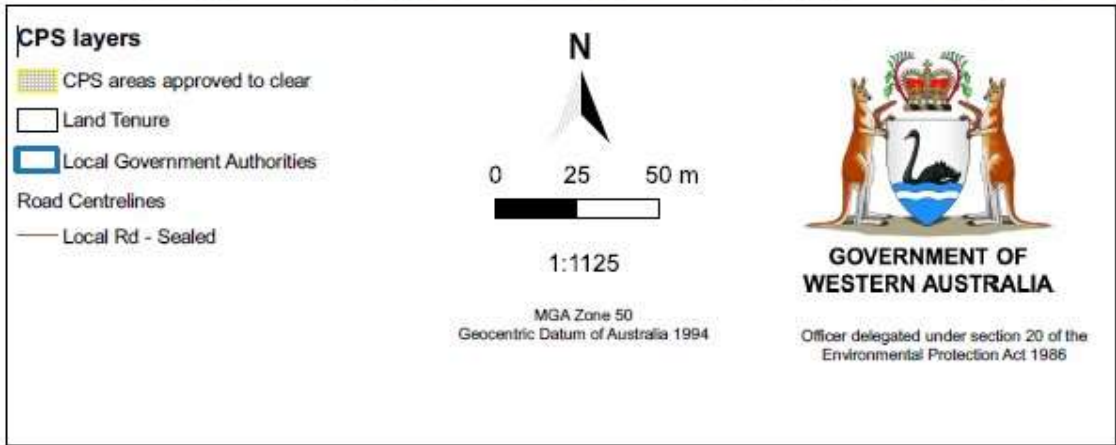 CPS layers
CPS areas approved to clear
Land Tenure
Local Government Authorities
Road Centrelines
Local Rd - Sealed
N
0 25 50 m
1:1125
MGA Zone 50
Geocentric Datum of Australia 1994
GOVERNMENT OF
WESTERN AUSTRALIA
Officer delegated under section 20 of the
Environmental Protection Act 1986